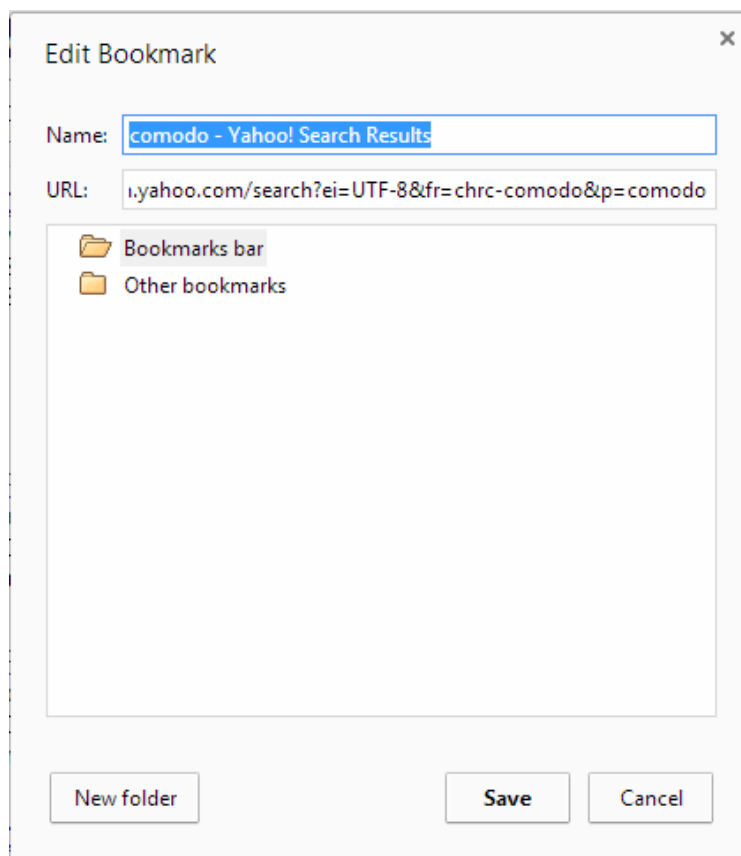 Edit Bookmark
Name: comodo - Yahoo! Search Results
URL: .yahoo.com/search?ei=UTF-8&fr=chrc-comodo&p=comodo
Bookmarks bar
Other bookmarks
New folder Save Cancel